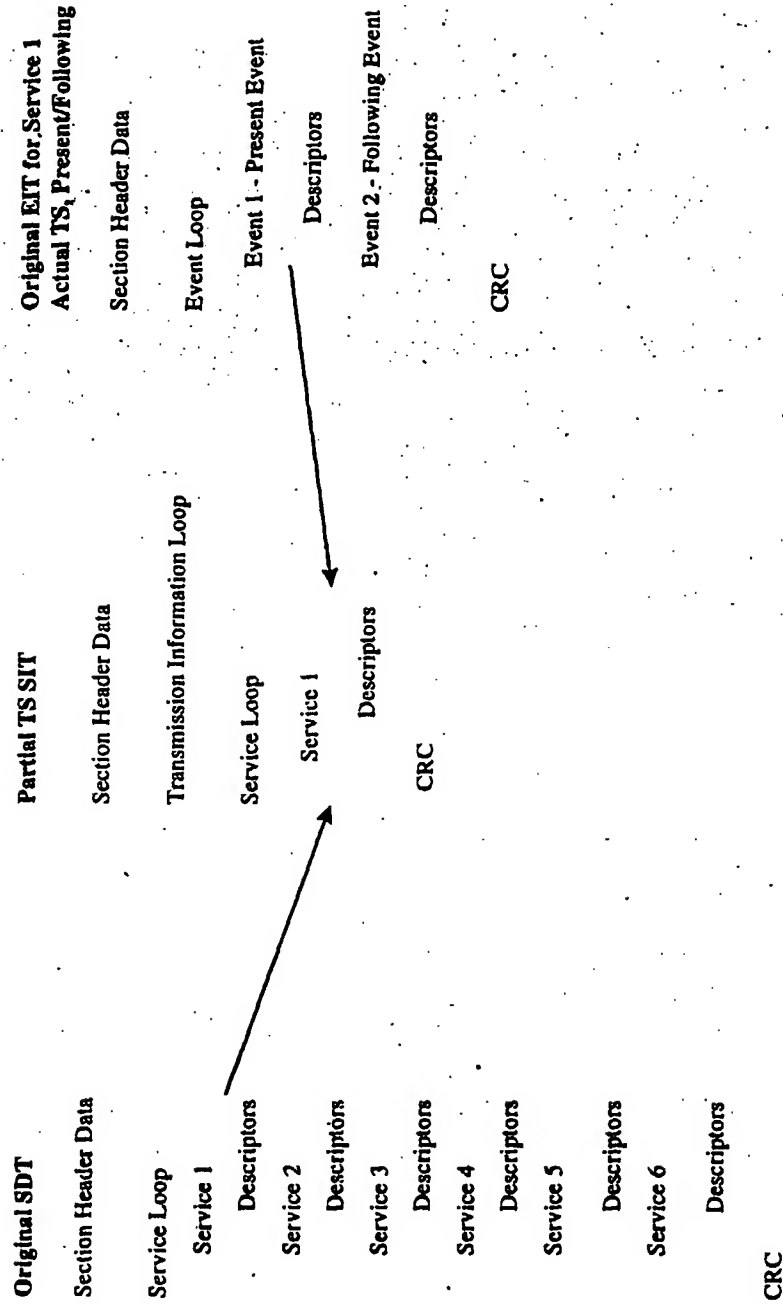 Original SDT
Section Header Data
Service Loop
Service 1
Descriptors
Service 2
Descriptors
Service 3
Descriptors
Service 4
Descriptors
Service 5
Descriptors
Service 6
Descriptors
CRC
Partial TS SIT
Section Header Data
Transmission Information Loop
Service Loop
Service 1
Descriptors
CRC
Original EIT for Service 1
Actual TS, Present/Following
Section Header Data
Event Loop
Event 1 - Present Event
Descriptors
Event 2 - Following Event
Descriptors
CRC